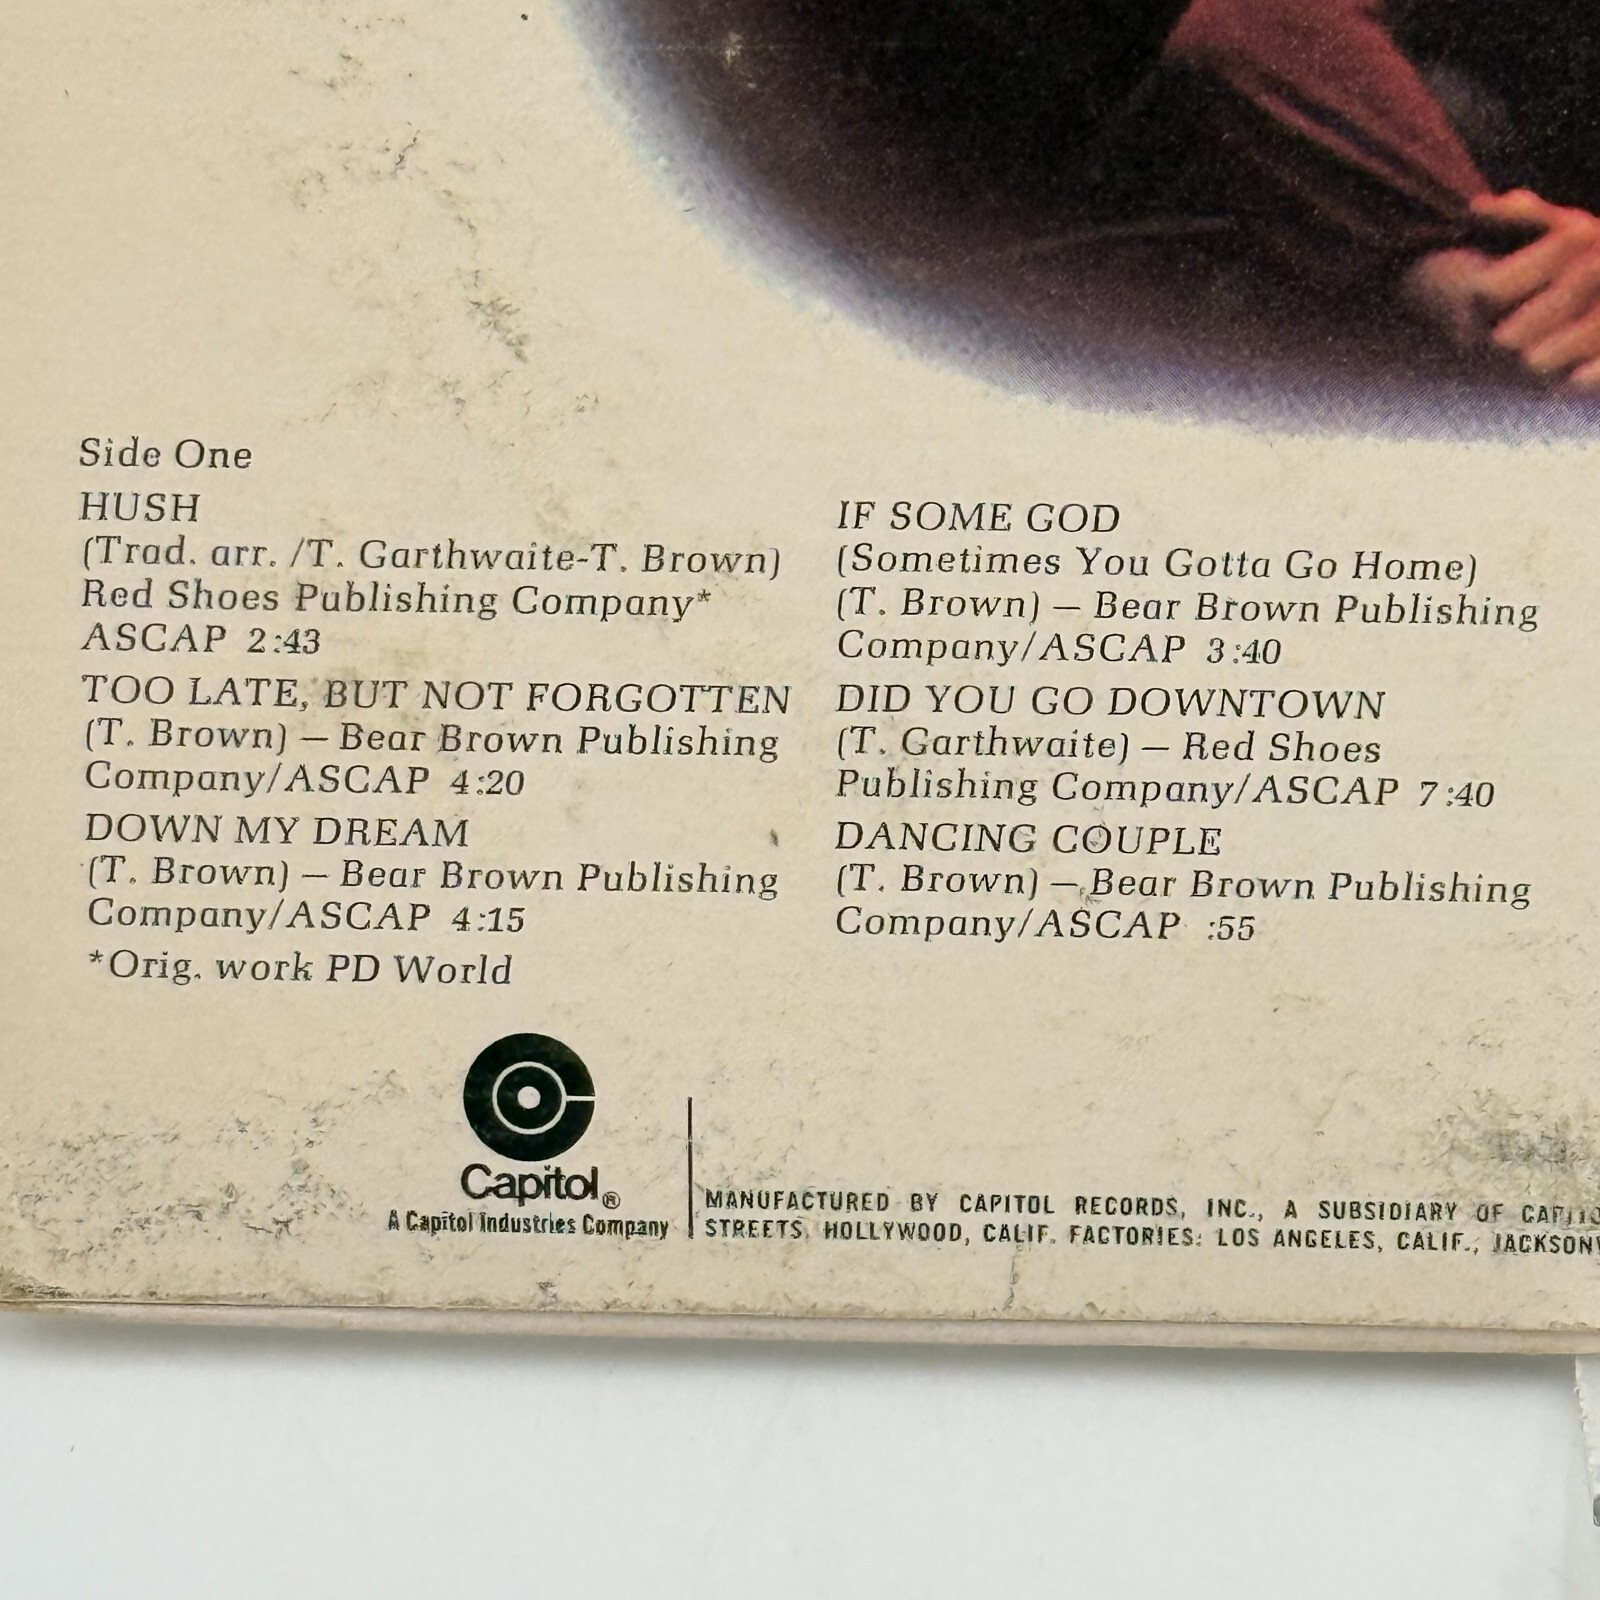 Side One
HUSH
(Trad. arr. /T. Garthwaite-T. Brown)
Red Shoes Publishing Company*
ASCAP 2:43
TOO LATE, BUT NOT FORGOTTEN
(T. Brown) — Bear Brown Publishing
Company/ASCAP 4:20
DOWN MY DREAM
(T. Brown) — Bear Brown Publishing
Company/ASCAP 4:15
*Orig. work PD World
IF SOME GOD
(Sometimes You Gotta Go Home)
(T. Brown) — Bear Brown Publishing
Company/ASCAP 3:40
DID YOU GO DOWNTOWN
(T. Garthwaite) — Red Shoes
Publishing Company/ASCAP 7:40
DANCING COUPLE
(T. Brown) — Bear Brown Publishing
Company/ASCAP :55
Capitol®
A Capitol Industries Company
MANUFACTURED BY CAPITOL RECORDS, INC., A SUBSIDIARY OF
STREETS, HOLLYWOOD, CALIF. FACTORIES: LOS ANGELES, CALIF.,